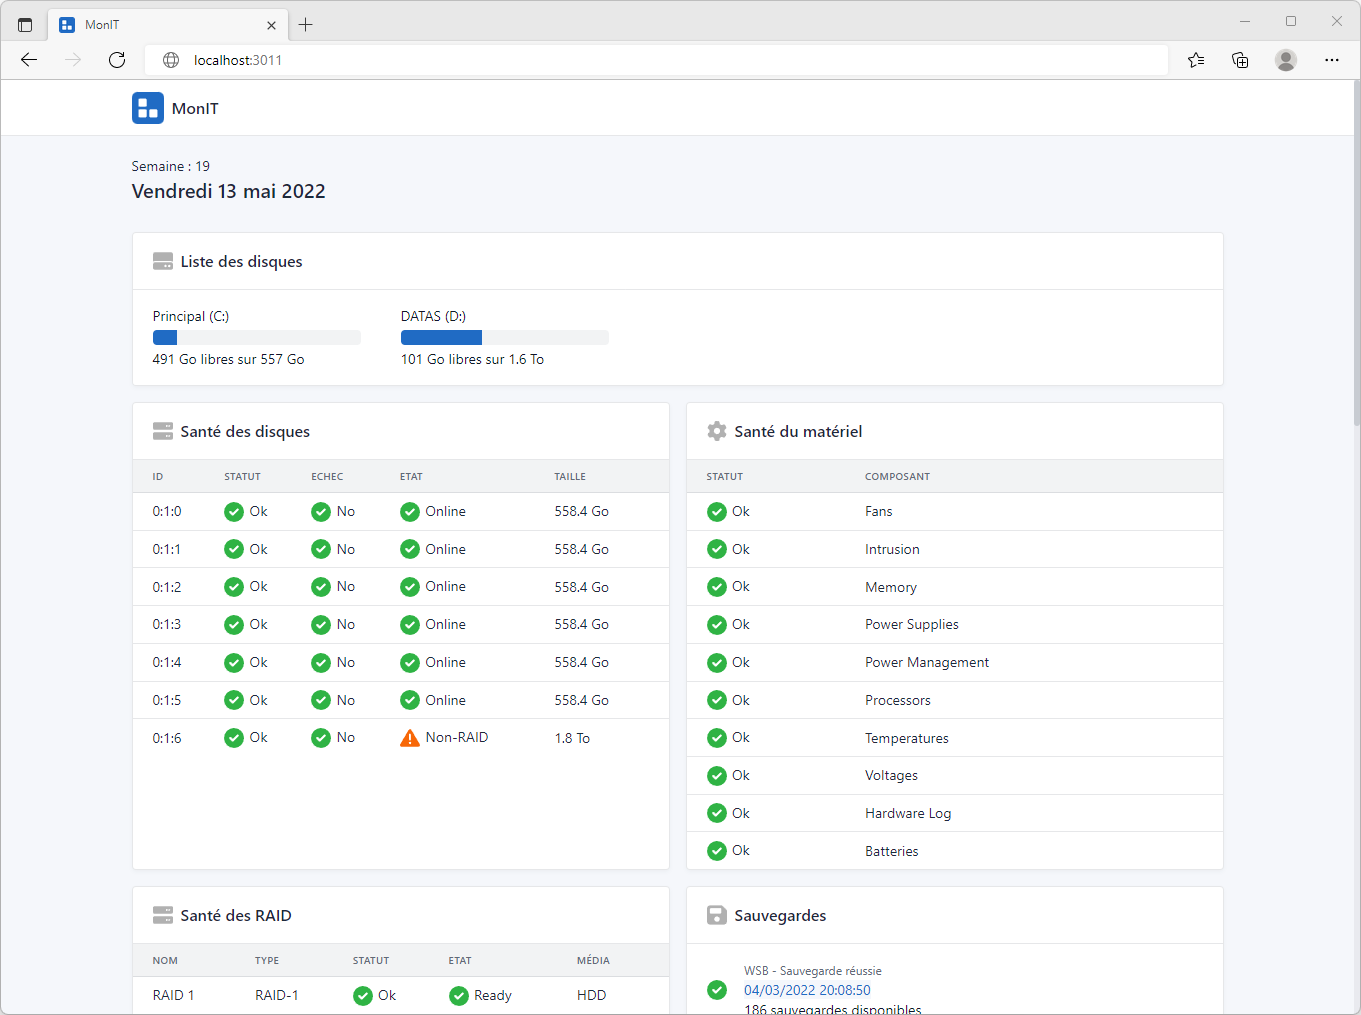 MonIT
localhost:3011
MonIT
Semaine : 19
Vendredi 13 mai 2022
Liste des disques
Principal (C:)
491 Go libres sur 557 Go
DATAS (D:)
101 Go libres sur 1.6 To
Santé des disques
ID STATUT ECHEC ETAT TAILLE
0:1:0 Ok No Online 558.4 Go
0:1:1 Ok No Online 558.4 Go
0:1:2 Ok No Online 558.4 Go
0:1:3 Ok No Online 558.4 Go
0:1:4 Ok No Online 558.4 Go
0:1:5 Ok No Online 558.4 Go
0:1:6 Ok No Non-RAID 1.8 To
Santé du matériel
STATUT COMPOSANT
Ok Fans
Ok Intrusion
Ok Memory
Ok Power Supplies
Ok Power Management
Ok Processors
Ok Temperatures
Ok Voltages
Ok Hardware Log
Ok Batteries
Santé des RAID
NOM TYPE STATUT ETAT MÉDIA
RAID 1 RAID-1 Ok Ready HDD
Sauvegardes
WSB - Sauvegarde réussie
04/03/2022 20:08:50
186 sauvegardes disponibles